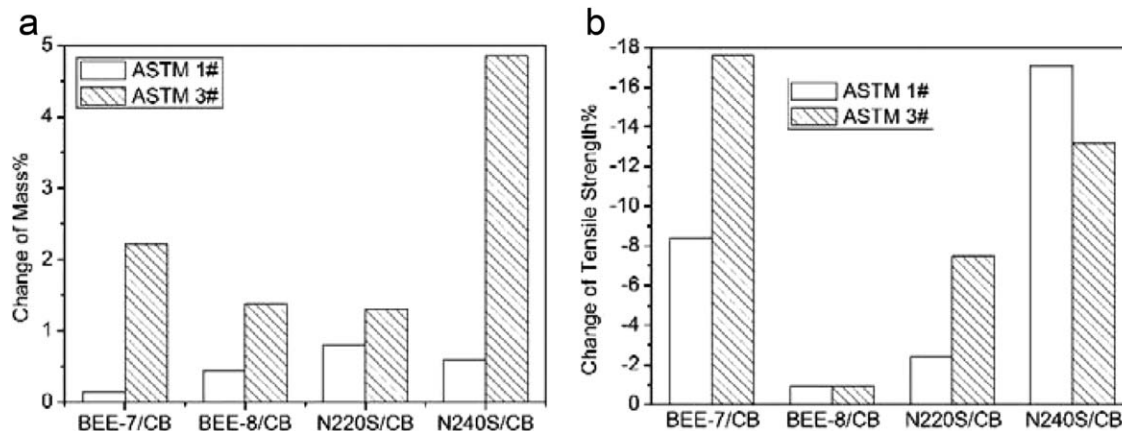 a
5
4
3
2
1
0
Change of Mass%
ASTM 1#
ASTM 3#
BEE-7/CB BEE-8/CB N220S/CB N240S/CB
b
-18
-16
-14
-12
-18
-8
-6
-4
-2
0
Change of Tensile Strength%
ASTM 1#
ASTM 3#
BEE-7/CB BEE-8/CB N220S/CB N240S/CB